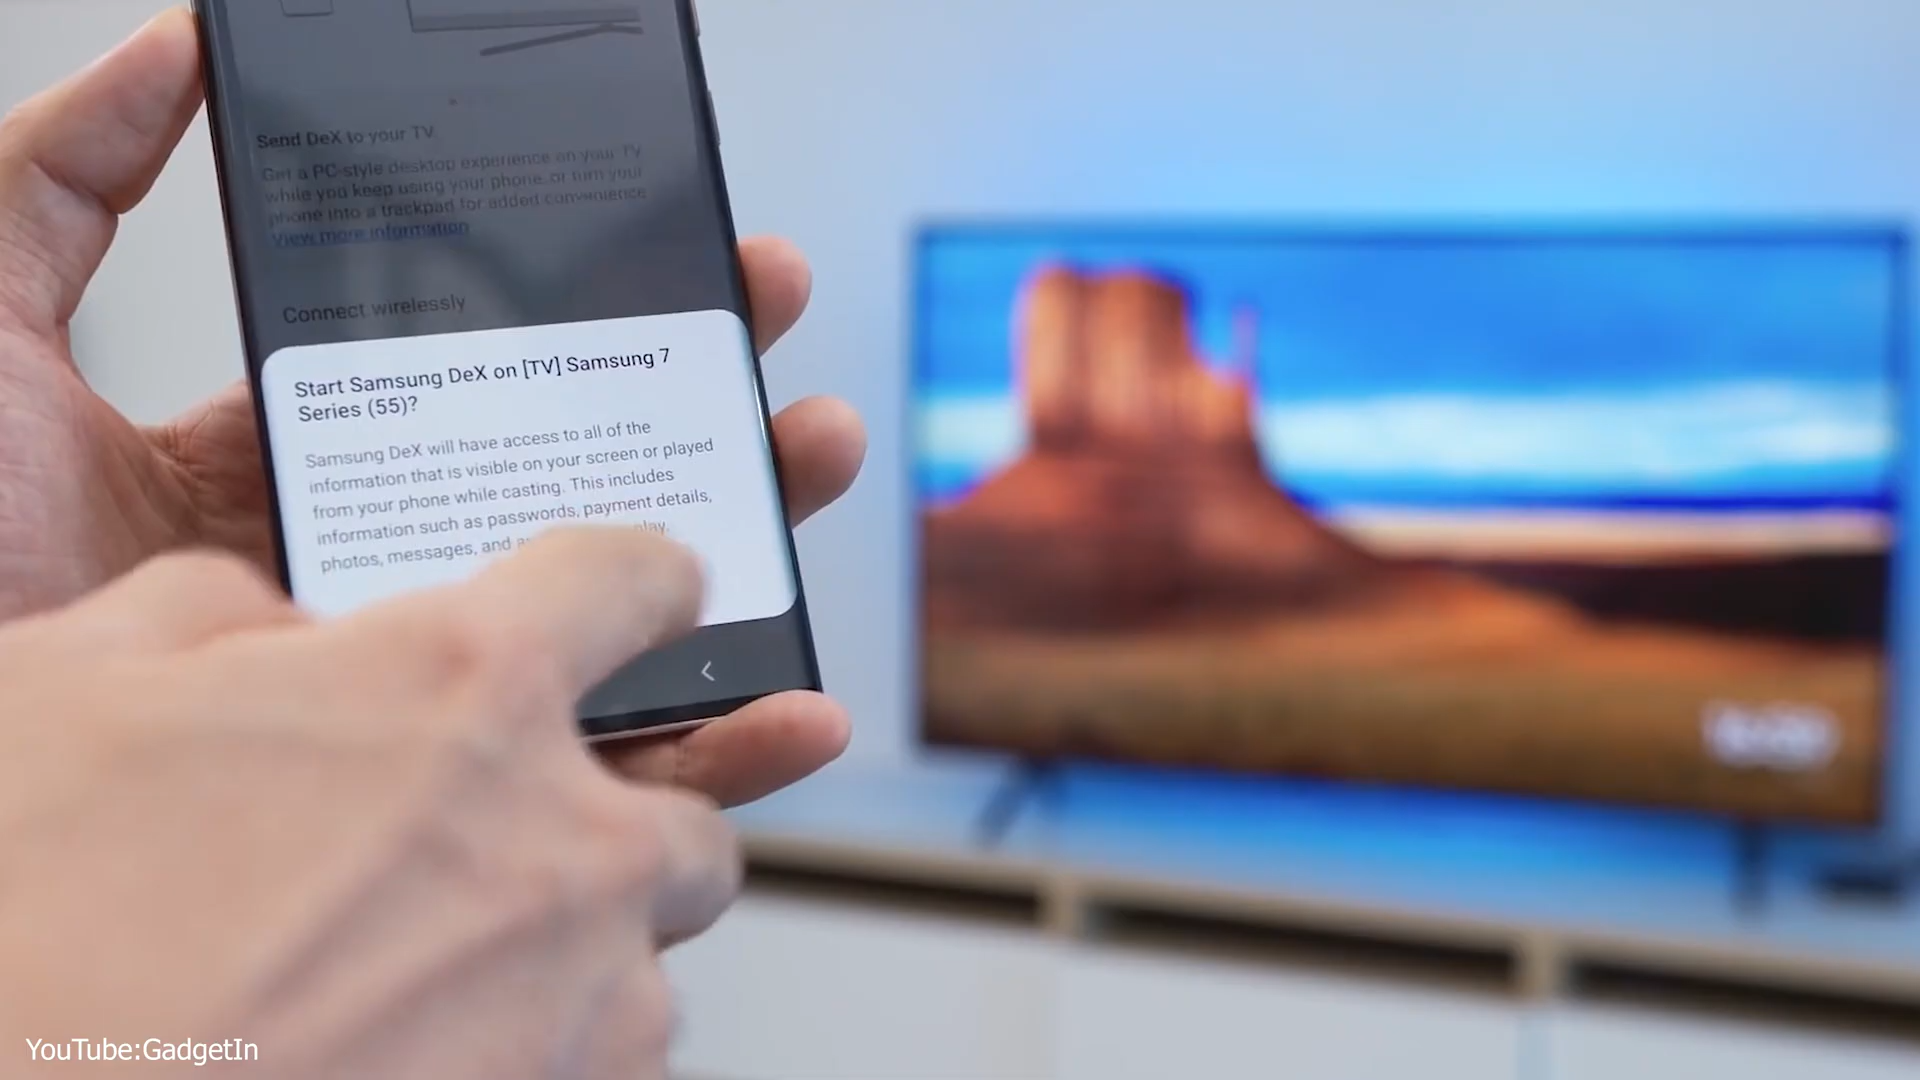 Send DeX to your TV
Get a PC-style desktop experience on your TV
while you keep using your phone, or turn your
phone into a trackpad for added convenience
View more information
Connect wirelessly
Start Samsung DeX on [TV] Samsung 7
Series (55)?
Samsung DeX will have access to all of the
information that is visible on your screen or played
from your phone while casting. This includes
information such as passwords, payment details,
photos, messages, and
play.
YouTube:GadgetIn